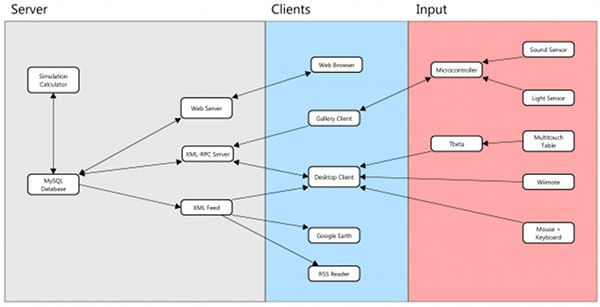 Server
Clients
Input
Simulation
Calculator
MySQL
Database
Web Server
XML-RPC Server
XML Feed
Web Browser
Gallery Client
Desktop Client
Google Earth
RSS Reader
Microcontroller
Tbeta
Sound Sensor
Light Sensor
Multitouch
Table
Wiimote
Mouse +
Keyboard